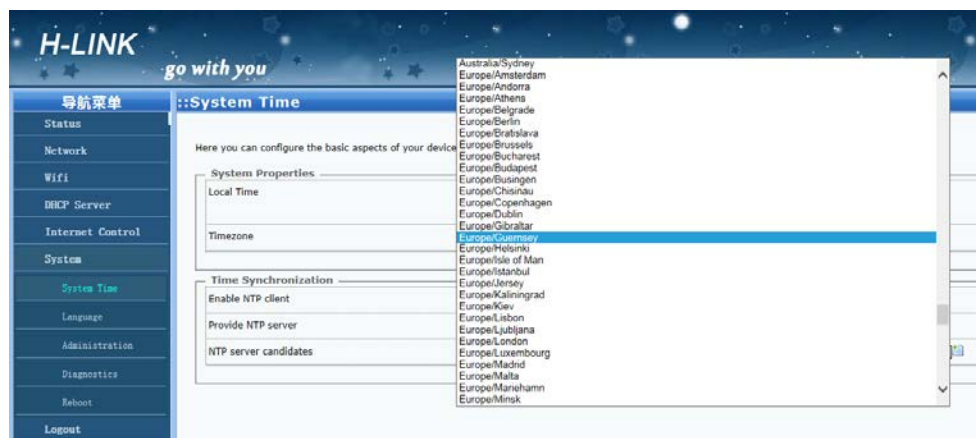 H-LINK
go with you
导航菜单
Status
Network
Wifi
DHCP Server
Internet Control
System
System Time
Language
Administration
Diagnostics
Reboot
Logout
::System Time
Here you can configure the basic aspects of your device
System Properties
Local Time
Timezone
Time Synchronization
Enable NTP client
Provide NTP server
NTP server candidates
Australia/Sydney
Europe/Amsterdam
Europe/Andorra
Europe/Athens
Europe/Belgrade
Europe/Berlin
Europe/Bratislava
Europe/Brussels
Europe/Bucharest
Europe/Budapest
Europe/Busingen
Europe/Chisinau
Europe/Copenhagen
Europe/Dublin
Europe/Gibraltar
Europe/Guernsey
Europe/Helsinki
Europe/Isle of Man
Europe/Istanbul
Europe/Jersey
Europe/Kaliningrad
Europe/Kiev
Europe/Lisbon
Europe/Ljubljana
Europe/London
Europe/Luxembourg
Europe/Madrid
Europe/Malta
Europe/Mariehamn
Europe/Minsk